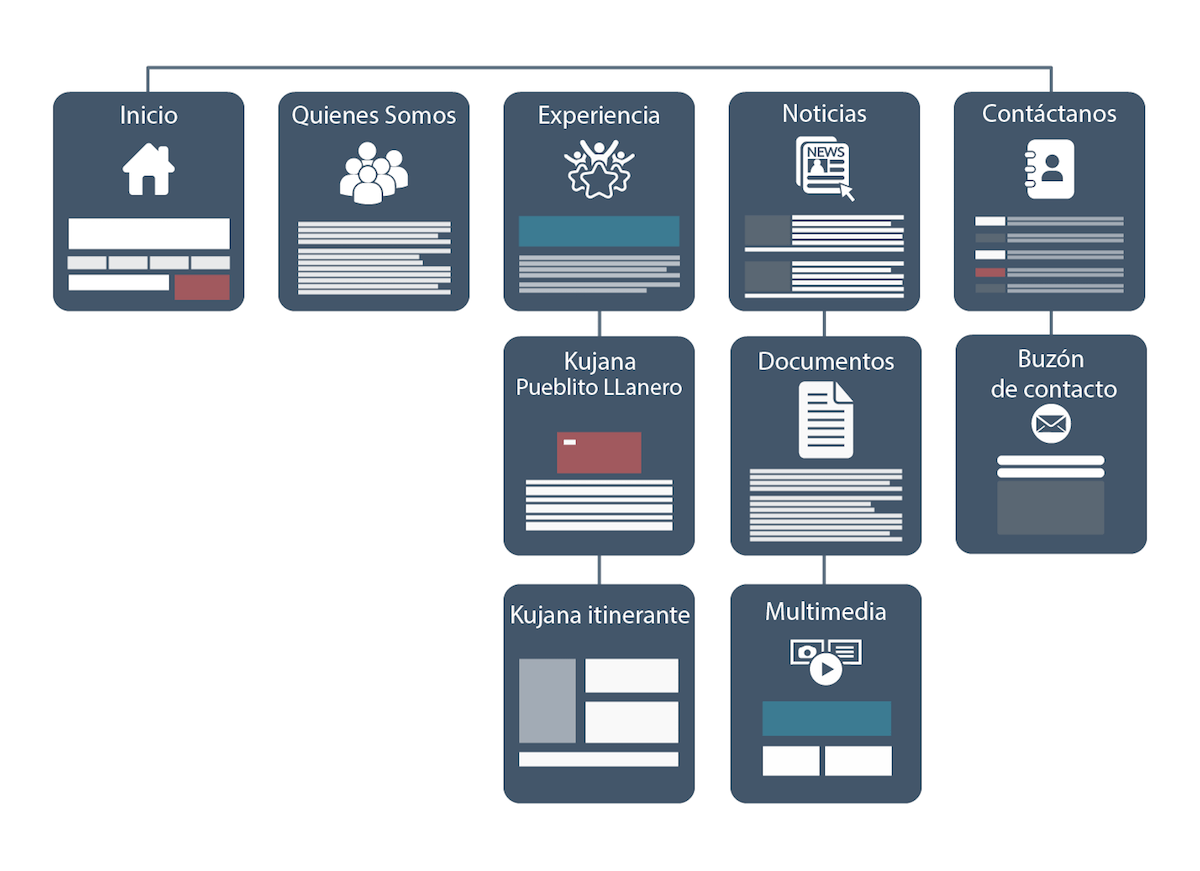 Inicio
Quienes Somos
Experiencia
Noticias
NEWS
Contáctanos
Kujana
Pueblito LLanero
Documentos
Buzón
de contacto
Kujana itinerante
Multimedia